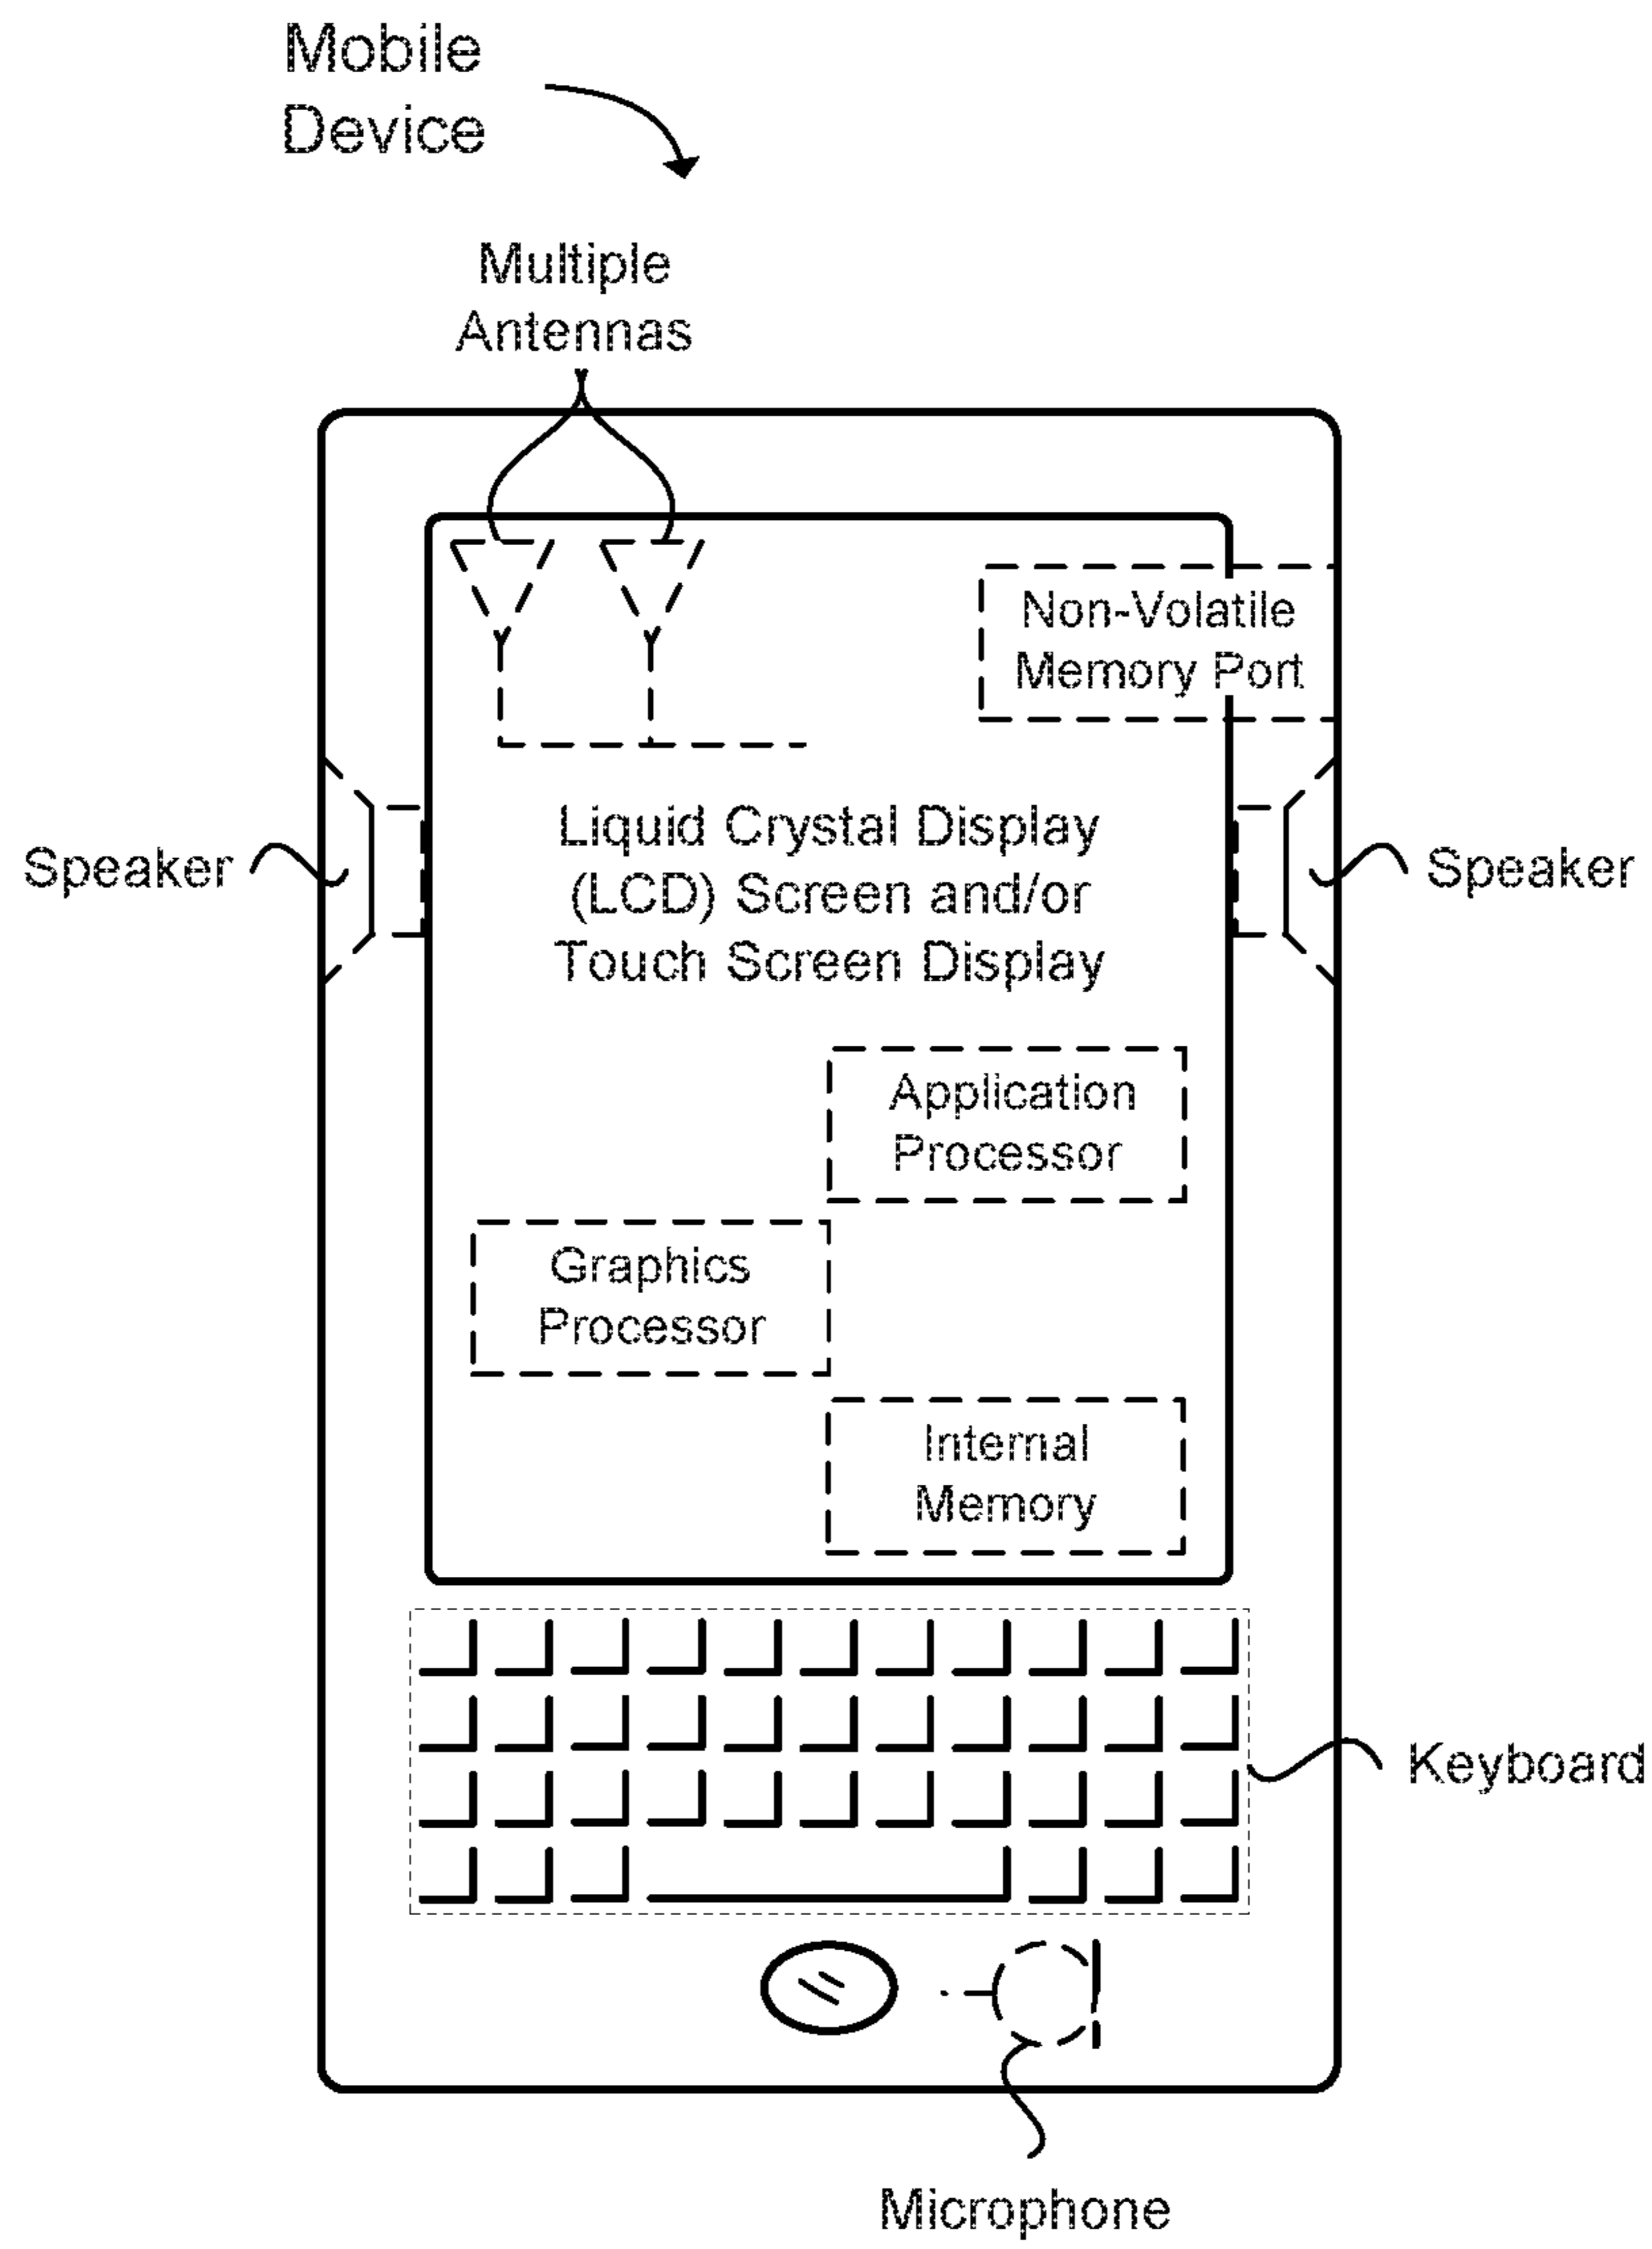 Mobile
Device
Multiple
Antennas
Non-Volatile
Memory Port
Speaker
Liquid Crystal Display
(LCD) Screen and/or
Touch Screen Display
Speaker
Application
Processor
Graphics
Processor
Internal
Memory
Keyboard
Microphone